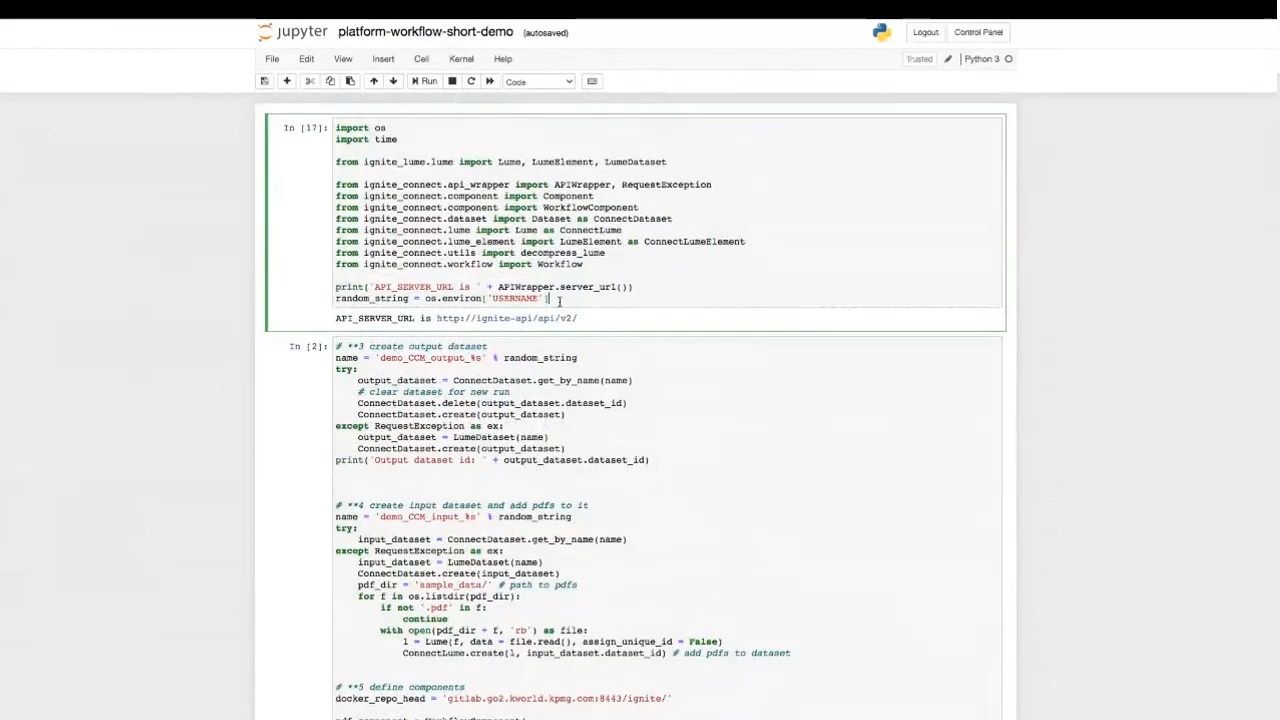 jupyter platform-workflow-short-demo (autosaved) Logout Control Panel
File Edit View Insert Cell Kernel Help Trusted Python 3
Run Code
In [17]: import os
import time
from ignite_lume.lume import Lume, LumeElement, LumeDataset
from ignite_connect.api_wrapper import APIWrapper, RequestException
from ignite_connect.component import Component
from ignite_connect.component import WorkflowComponent
from ignite_connect.dataset import Dataset as ConnectDataset
from ignite_connect.lume import Lume as ConnectLume
from ignite_connect.lume_element import LumeElement as ConnectLumeElement
from ignite_connect.utils import decompress_lume
from ignite_connect.workflow import Workflow
print('API_SERVER_URL is ' + APIWrapper.server_url())
random_string = os.environ['USERNAME']
API_SERVER_URL is http://ignite-api/api/v2/
In [2]: # **3 create output dataset
name = 'demo_CCM_output_%s' % random_string
try:
output_dataset = ConnectDataset.get_by_name(name)
# clear dataset for new run
ConnectDataset.delete(output_dataset.dataset_id)
ConnectDataset.create(output_dataset)
except RequestException as ex:
output_dataset = LumeDataset(name)
ConnectDataset.create(output_dataset)
print('Output dataset id: ' + output_dataset.dataset_id)
# **4 create input dataset and add pdfs to it
name = 'demo_CCM_input_%s' % random_string
try:
input_dataset = ConnectDataset.get_by_name(name)
except RequestException as ex:
input_dataset = LumeDataset(name)
ConnectDataset.create(input_dataset)
pdf_dir = 'sample_data/' # path to pdfs
for f in os.listdir(pdf_dir):
if not '.pdf' in f:
continue
with open(pdf_dir + f, 'rb') as file:
l = Lume(f, data = file.read(), assign_unique_id = False)
ConnectLume.create(l, input_dataset.dataset_id) # add pdfs to dataset
# **5 define components
docker_repo_head = 'gitlab.go2.kworld.kpmg.com:8443/ignite/'